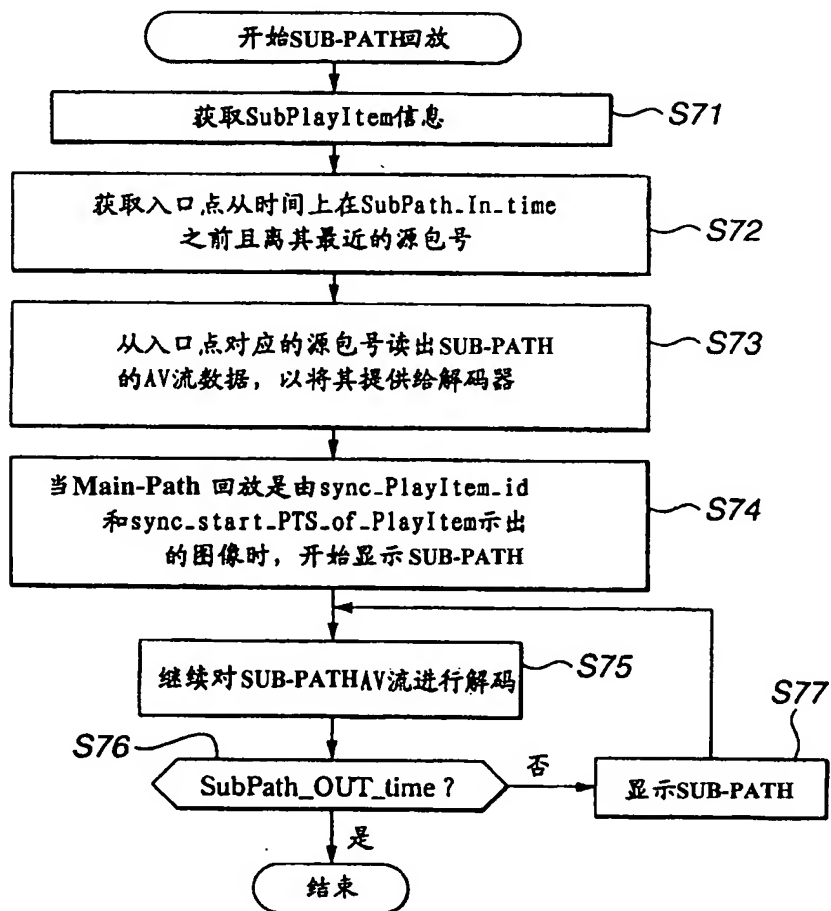 开始SUB-PATH回放
获取SubPlayItem信息
S71
获取入口点从时间上在SubPath_In_time
之前且离其最近的源包号
S72
从入口点对应的源包号读出SUB-PATH
的AV流数据，以将其提供给解码器
S73
当Main-Path 回放是由sync_PlayItem_id
和sync_start_PTS_of_PlayItem示出
的图像时，开始显示SUB-PATH
S74
继续对SUB-PATHAV流进行解码
S75
S76
SubPath_OUT_time？
否
显示SUB-PATH
S77
是
结束